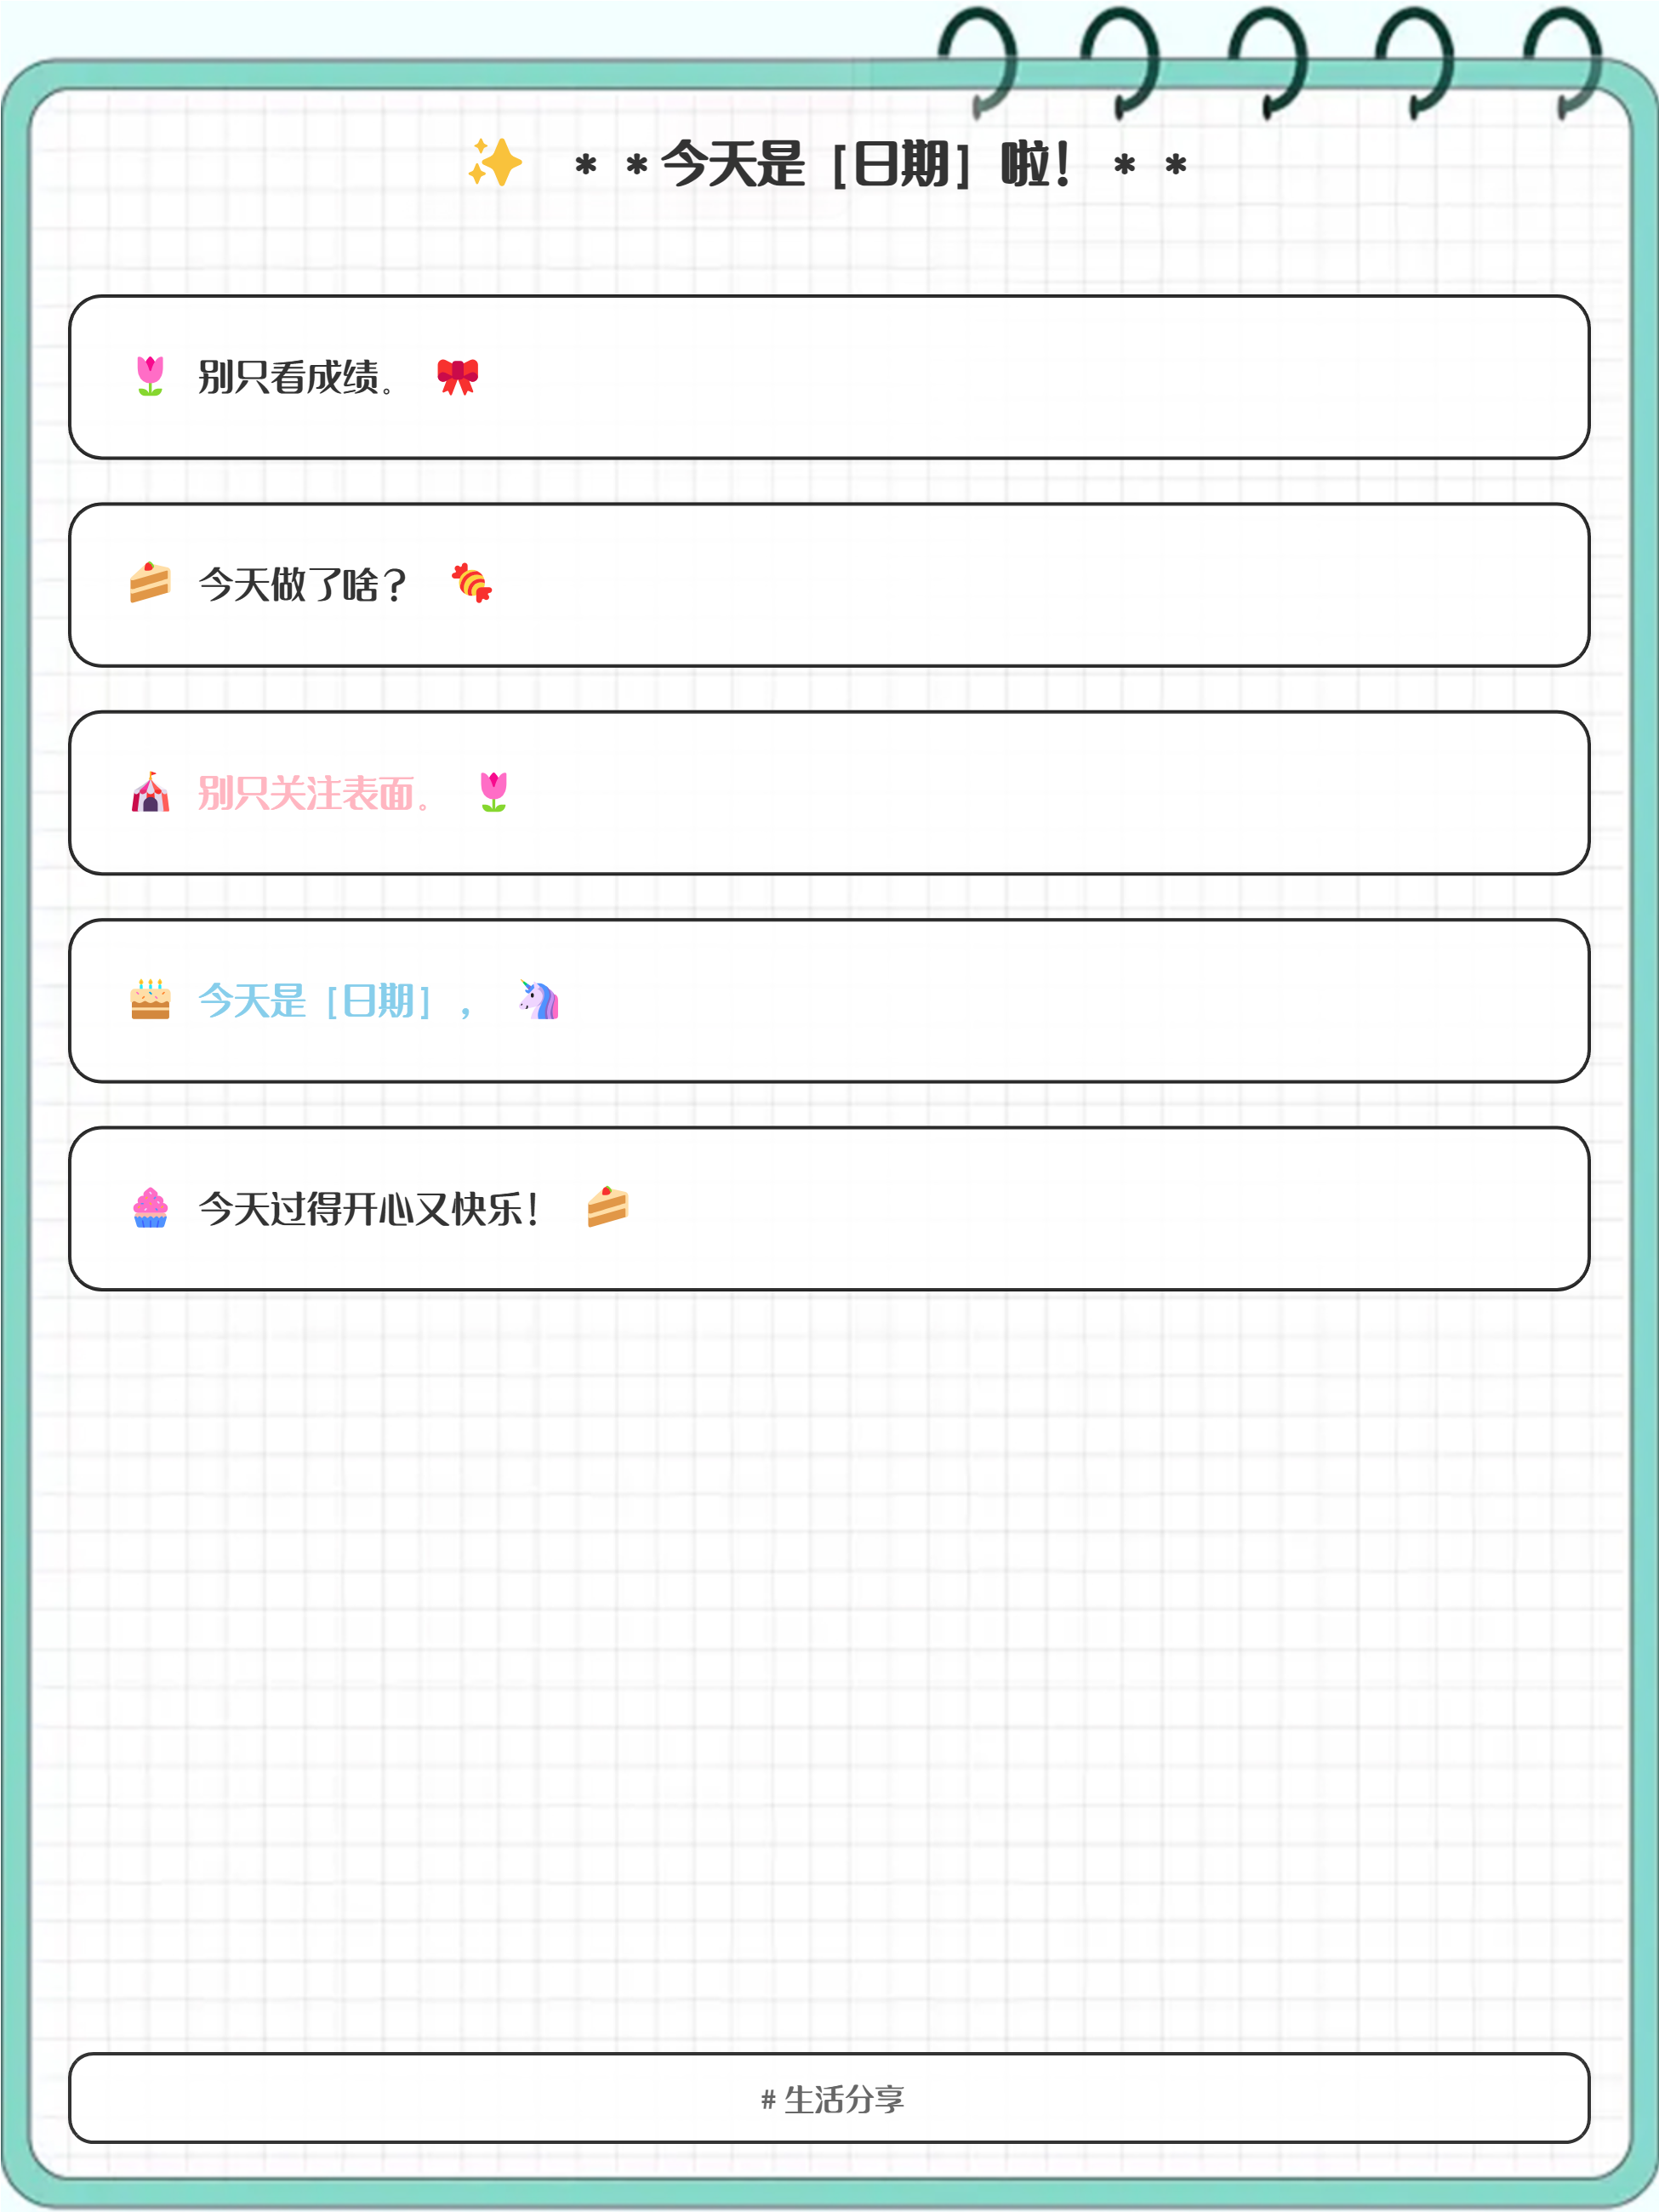 ✨ **今天是[日期]啦！**
🌷 别只看成绩。 🎀
🍰 今天做了啥？ 🍬
🎪 别只关注表面。 🌷
🎂 今天是[日期]， 🦄
🧁 今天过得开心又快乐！ 🍰
#生活分享